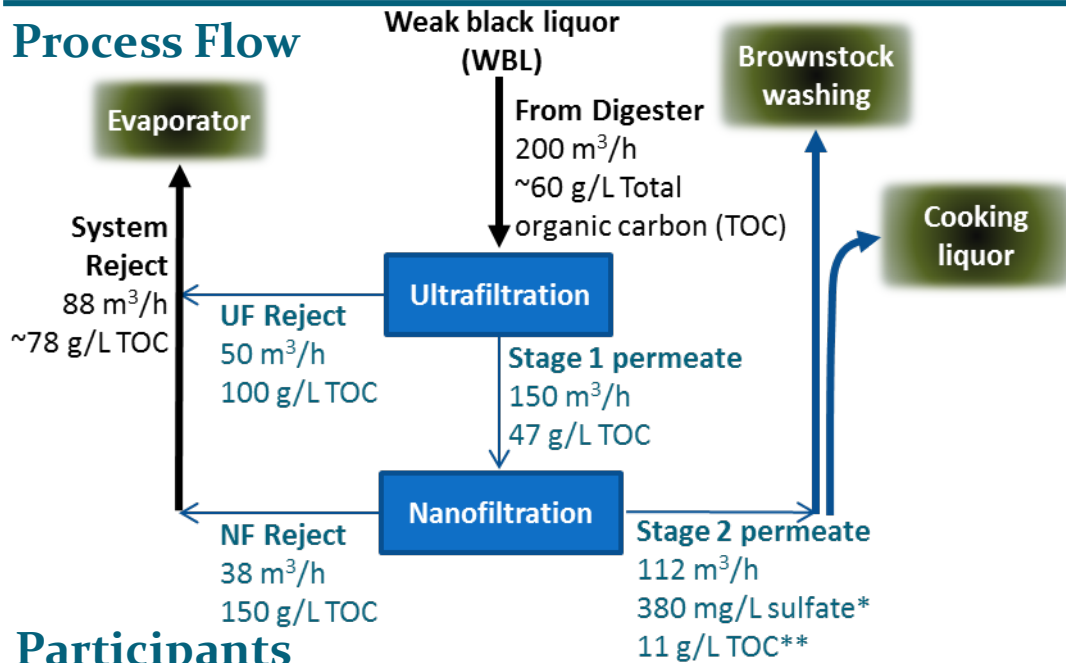 Process Flow
Weak black liquor
(WBL)
Brownstock
washing
Evaporator
From Digester
200 m³/h
~60 g/L Total
organic carbon (TOC)
Cooking
liquor
System
Reject
88 m³/h
~78 g/L TOC
Ultrafiltration
UF Reject
50 m³/h
100 g/L TOC
Stage 1 permeate
150 m³/h
47 g/L TOC
Nanofiltration
NF Reject
38 m³/h
150 g/L TOC
Stage 2 permeate
112 m³/h
380 mg/L sulfate*
11 g/L TOC**
Participants